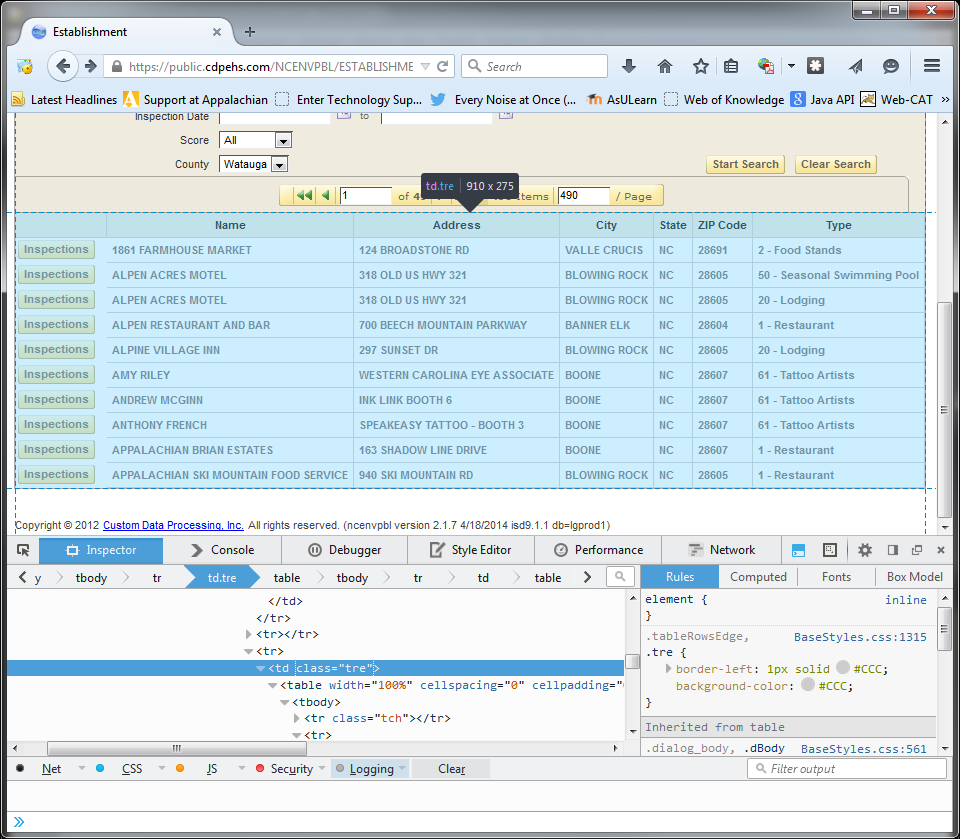 Establishment
https://public.cdpehs.com/NCENVPBL/ESTABLISHME
Search
Latest Headlines Support at Appalachian Enter Technology Sup... Every Noise at Once (... AsULearn Web of Knowledge Java API Web-CAT »
Inspection Date to
Score All
County Watauga Start Search Clear Search
td.tre 910 x 275
1 of 4 Items 490 / Page
Name Address City State ZIP Code Type
Inspections 1861 FARMHOUSE MARKET 124 BROADSTONE RD VALLE CRUCIS NC 28691 2 - Food Stands
Inspections ALPEN ACRES MOTEL 318 OLD US HWY 321 BLOWING ROCK NC 28605 50 - Seasonal Swimming Pool
Inspections ALPEN ACRES MOTEL 318 OLD US HWY 321 BLOWING ROCK NC 28605 20 - Lodging
Inspections ALPEN RESTAURANT AND BAR 700 BEECH MOUNTAIN PARKWAY BANNER ELK NC 28604 1 - Restaurant
Inspections ALPINE VILLAGE INN 297 SUNSET DR BLOWING ROCK NC 28605 20 - Lodging
Inspections AMY RILEY WESTERN CAROLINA EYE ASSOCIATE BOONE NC 28607 61 - Tattoo Artists
Inspections ANDREW MCGINN INK LINK BOOTH 6 BOONE NC 28607 61 - Tattoo Artists
Inspections ANTHONY FRENCH SPEAKEASY TATTOO - BOOTH 3 BOONE NC 28607 61 - Tattoo Artists
Inspections APPALACHIAN BRIAN ESTATES 163 SHADOW LINE DRIVE BOONE NC 28607 1 - Restaurant
Inspections APPALACHIAN SKI MOUNTAIN FOOD SERVICE 940 SKI MOUNTAIN RD BLOWING ROCK NC 28605 1 - Restaurant
Copyright © 2012 Custom Data Processing, Inc. All rights reserved. (ncenvpbl version 2.1.7 4/18/2014 isd9.1.1 db=lgprod1)
Inspector Console Debugger Style Editor Performance Network
y tbody tr td.tre table tbody tr td table
Rules Computed Fonts Box Model
</td>
</tr>
<tr></tr>
<tr>
<td class="tre">
<table width="100%" cellspacing="0" cellpadding="
<tbody>
<tr class="tch"></tr>
<tr>
element { inline
}
.tableRowsEdge, BaseStyles.css:1315
.tre {
border-left: 1px solid #CCC;
background-color: #CCC;
}
Inherited from table
.dialog_body, .dBody BaseStyles.css:561
Net CSS JS Security Logging Clear
Filter output
»